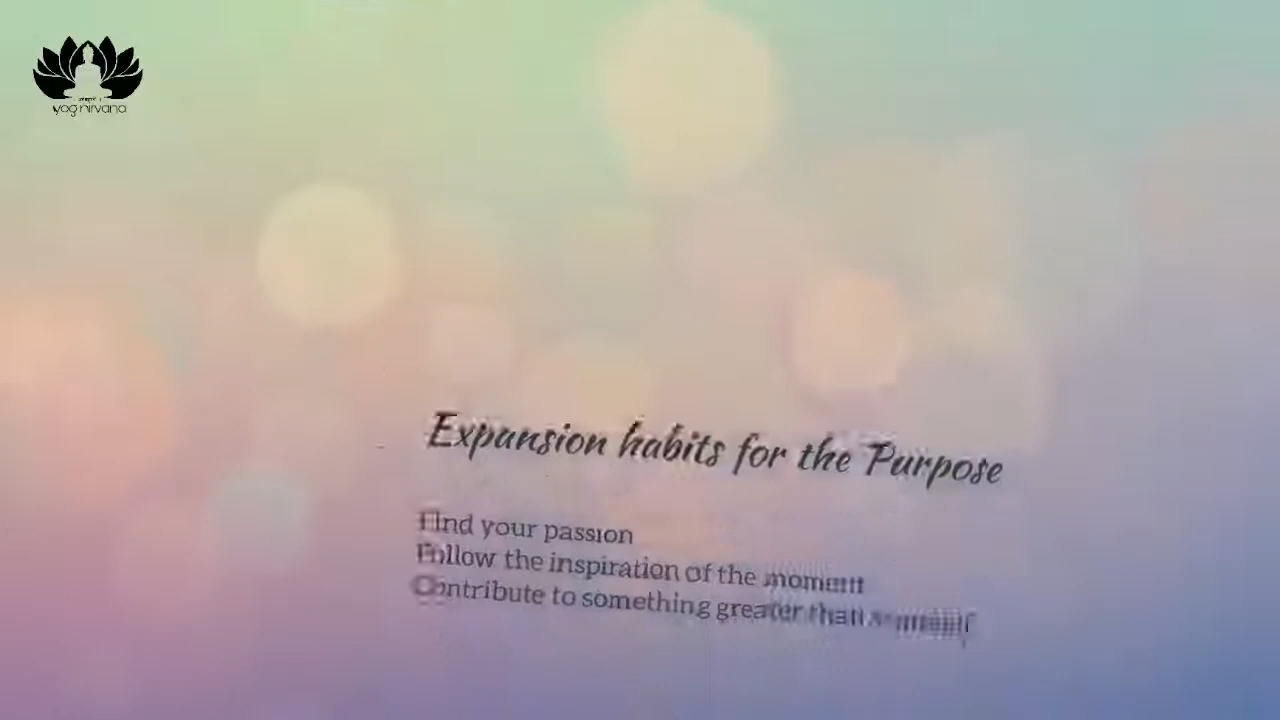 yog nirvana
Expansion habits for the Purpose
Find your passion
Follow the inspiration of the moment
Contribute to something greater than